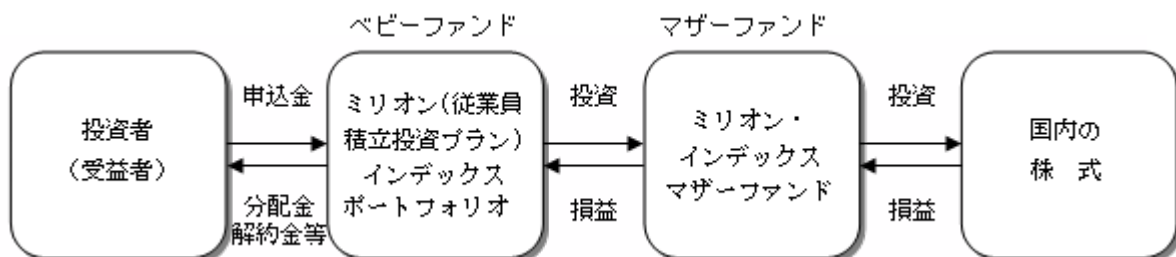 ベビーファンド
マザーファンド
投資者
（受益者）
申込金
分配金
解約金等
ミリオン（従業員
積立投資プラン）
インデックス
ポートフォリオ
投資
損益
ミリオン・
インデックス
マザーファンド
投資
損益
国内の
株　式